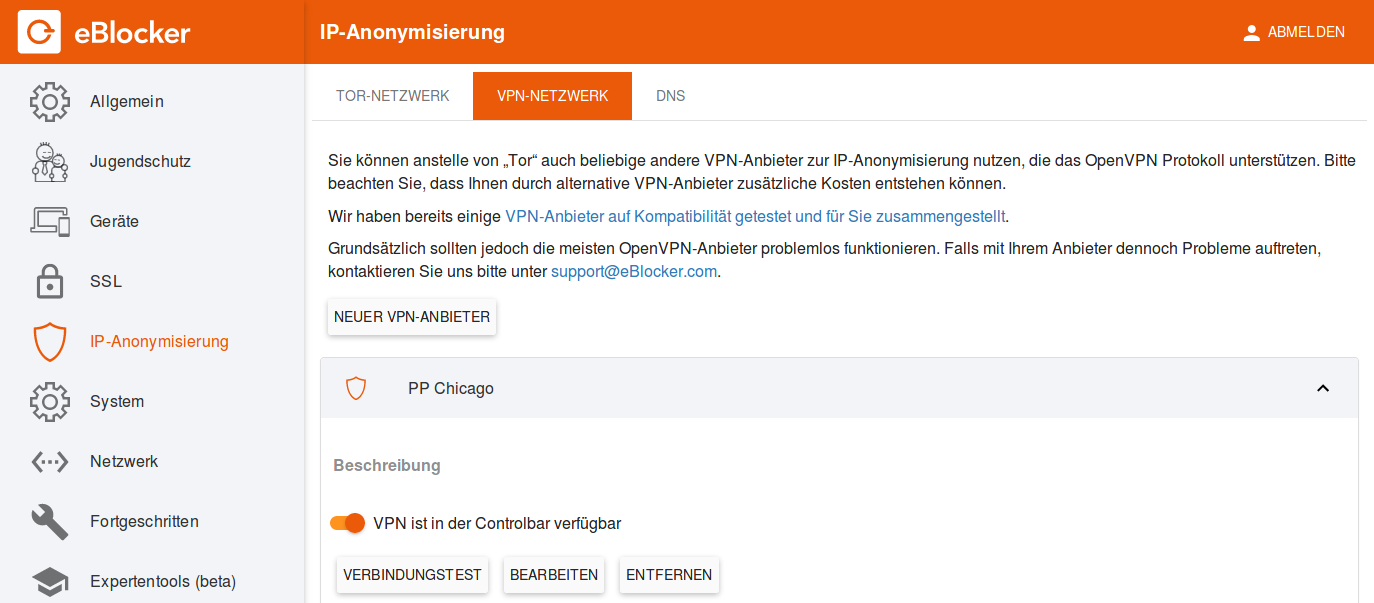 eBlocker
IP-Anonymisierung
ABMELDEN
Allgemein
Jugendschutz
Geräte
SSL
IP-Anonymisierung
System
Netzwerk
Fortgeschritten
Expertentools (beta)
TOR-NETZWERK
VPN-NETZWERK
DNS
Sie können anstelle von „Tor“ auch beliebige andere VPN-Anbieter zur IP-Anonymisierung nutzen, die das OpenVPN Protokoll unterstützen. Bitte
beachten Sie, dass Ihnen durch alternative VPN-Anbieter zusätzliche Kosten entstehen können.
Wir haben bereits einige VPN-Anbieter auf Kompatibilität getestet und für Sie zusammengestellt.
Grundsätzlich sollten jedoch die meisten OpenVPN-Anbieter problemlos funktionieren. Falls mit Ihrem Anbieter dennoch Probleme auftreten,
kontaktieren Sie uns bitte unter support@eBlocker.com.
NEUER VPN-ANBIETER
PP Chicago
Beschreibung
VPN ist in der Controlbar verfügbar
VERBINDUNGSTEST
BEARBEITEN
ENTFERNEN